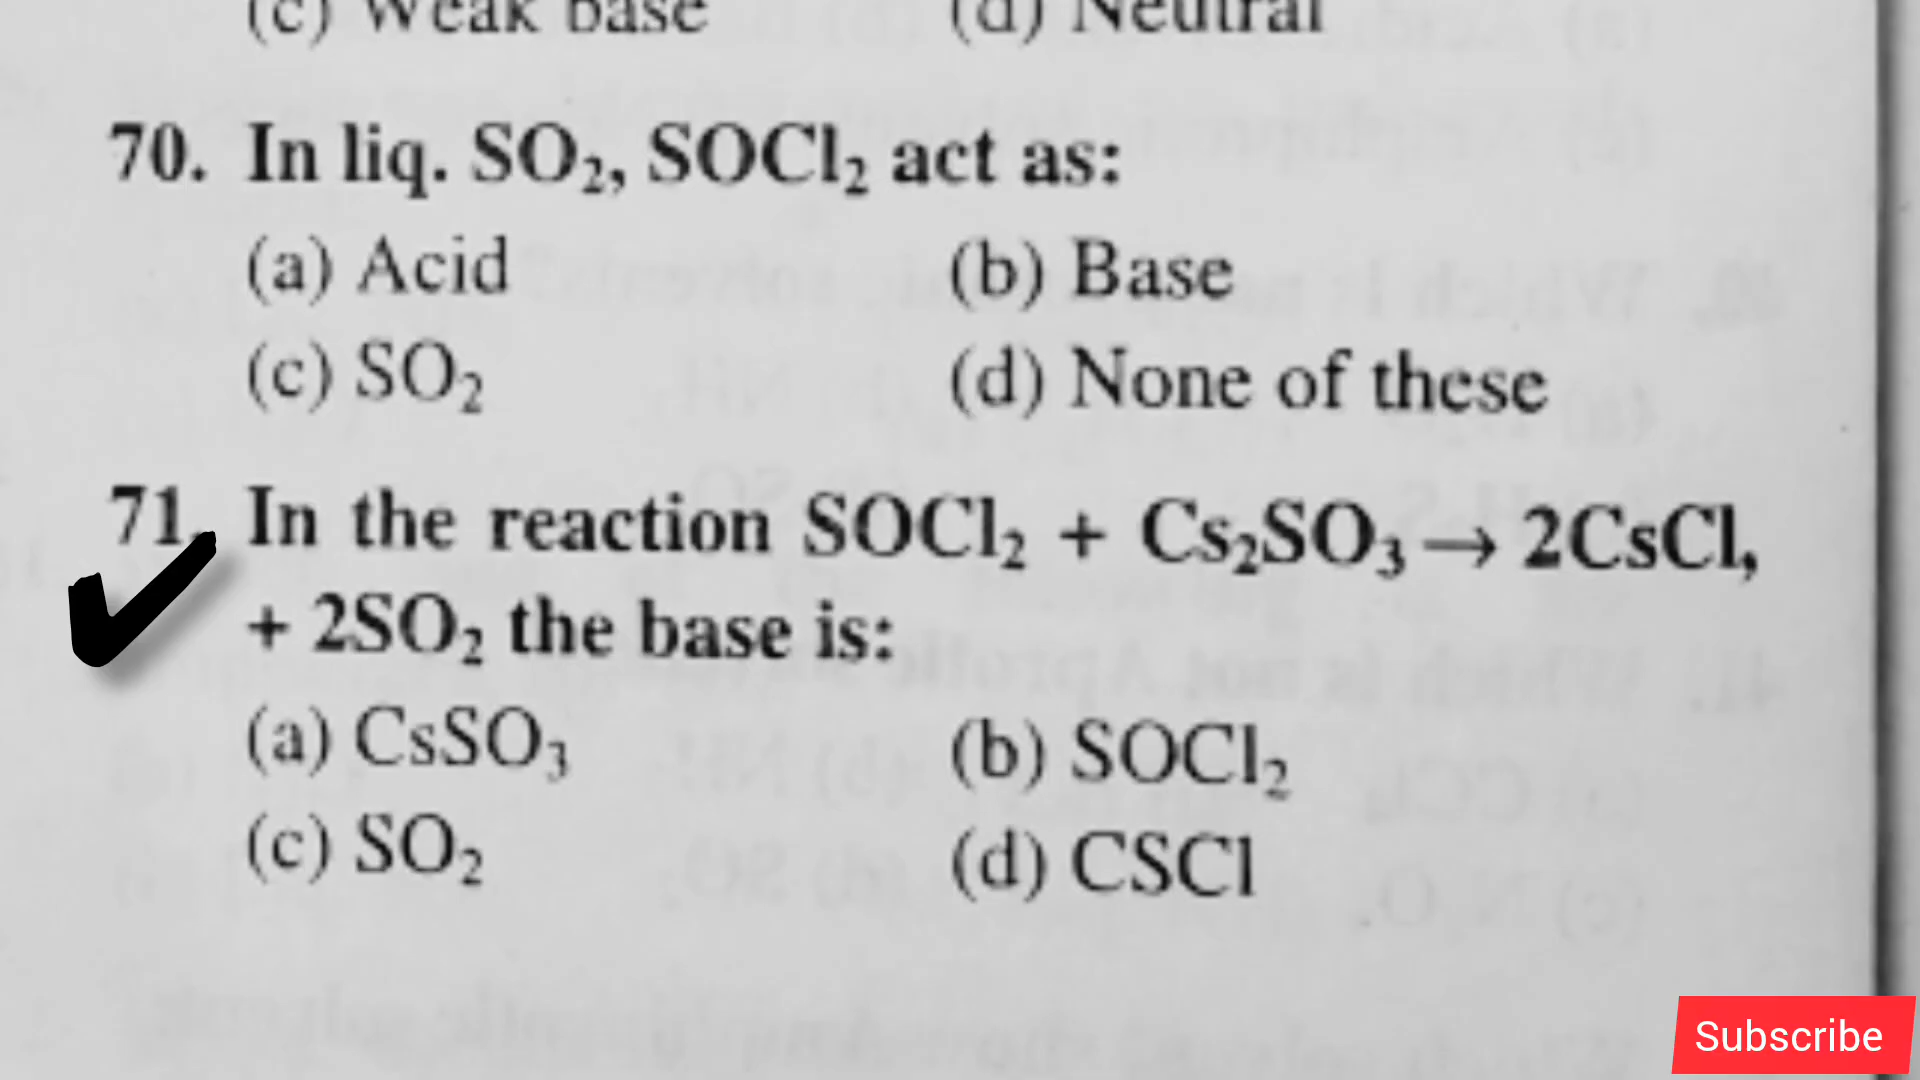 (c) Weak base (d) Neutral
70. In liq. SO₂, SOCl₂ act as:
(a) Acid (b) Base
(c) SO₂ (d) None of these
71. In the reaction SOCl₂ + Cs₂SO₃ → 2CsCl,
+ 2SO₂ the base is:
(a) CsSO₃ (b) SOCl₂
(c) SO₂ (d) CSCl
Subscribe